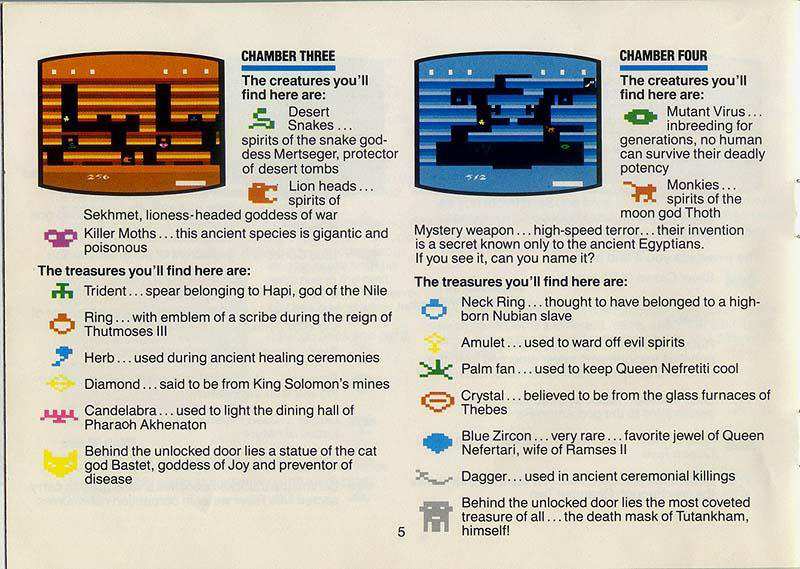 CHAMBER THREE
The creatures you'll
find here are:
Desert
Snakes...
spirits of the snake god-
dess Mertseger, protector
of desert tombs
Lion heads...
spirits of
Sekhmet, lioness-headed goddess of war
Killer Moths...this ancient species is gigantic and
poisonous
The treasures you'll find here are:
Trident...spear belonging to Hapi, god of the Nile
Ring...with emblem of a scribe during the reign of
Thutmoses III
Herb...used during ancient healing ceremonies
Diamond...said to be from King Solomon's mines
Candelabra...used to light the dining hall of
Pharaoh Akhenaton
Behind the unlocked door lies a statue of the cat
god Bastet, goddess of Joy and preventor of
disease
256
CHAMBER FOUR
The creatures you'll
find here are:
Mutant Virus...
inbreeding for
generations, no human
can survive their deadly
potency
Monkies...
spirits of the
moon god Thoth
Mystery weapon...high-speed terror...their invention
is a secret known only to the ancient Egyptians.
If you see it, can you name it?
The treasures you'll find here are:
Neck Ring...thought to have belonged to a high-
born Nubian slave
Amulet...used to ward off evil spirits
Palm fan...used to keep Queen Nefretiti cool
Crystal...believed to be from the glass furnaces of
Thebes
Blue Zircon...very rare...favorite jewel of Queen
Nefertari, wife of Ramses II
Dagger...used in ancient ceremonial killings
Behind the unlocked door lies the most coveted
treasure of all...the death mask of Tutankham,
himself!
512
5